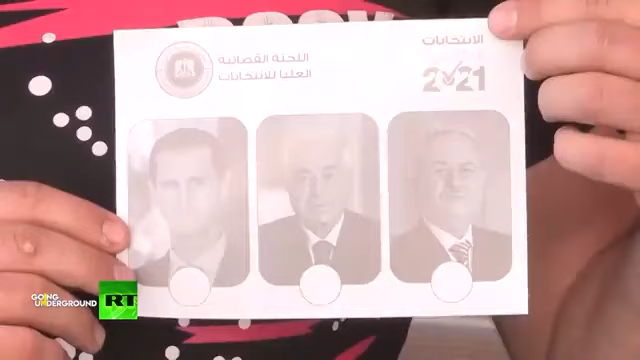 الانتخابات
2021
اللجنة القضائية
العليا للانتخابات
GOING
UNDERGROUND
RT